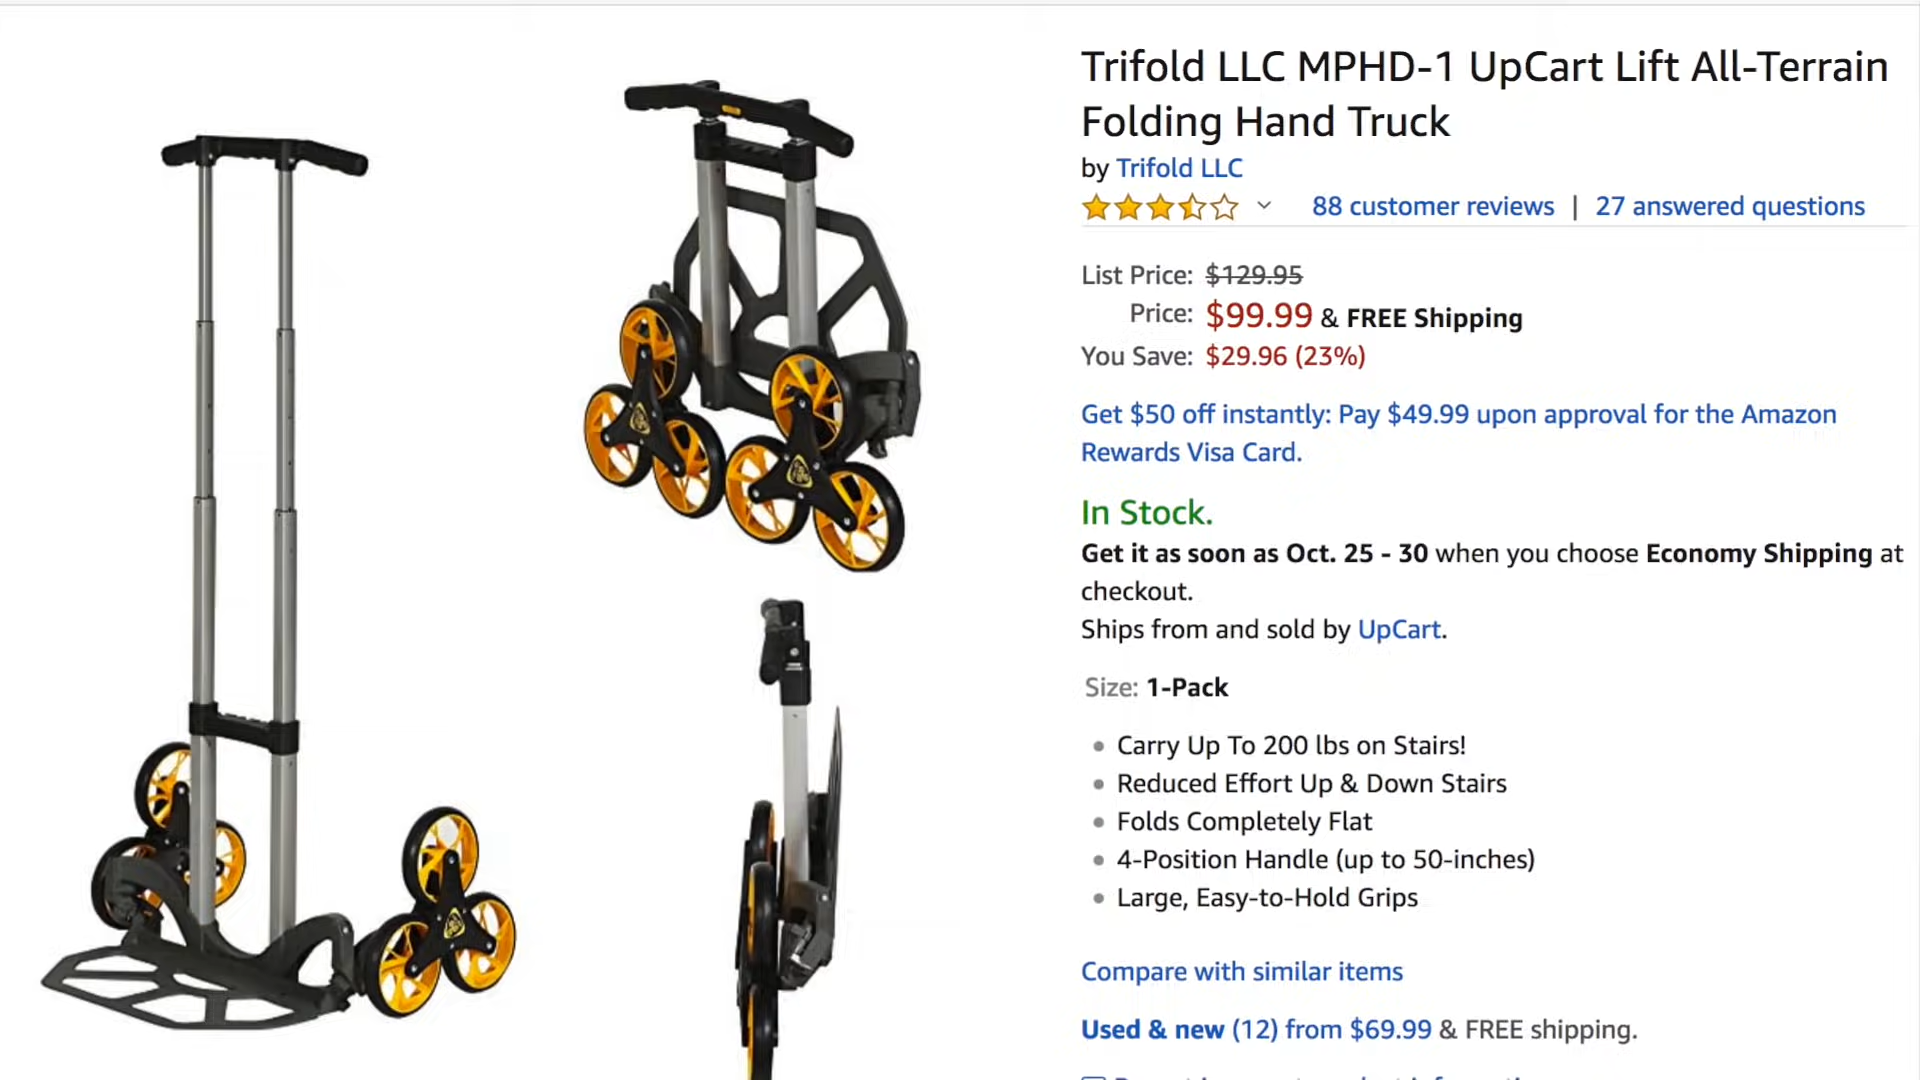 Trifold LLC MPHD-1 UpCart Lift All-Terrain
Folding Hand Truck
by Trifold LLC
88 customer reviews | 27 answered questions
List Price: $129.95
Price: $99.99 & FREE Shipping
You Save: $29.96 (23%)
Get $50 off instantly: Pay $49.99 upon approval for the Amazon
Rewards Visa Card.
In Stock.
Get it as soon as Oct. 25 - 30 when you choose Economy Shipping at
checkout.
Ships from and sold by UpCart.
Size: 1-Pack
Carry Up To 200 lbs on Stairs!
Reduced Effort Up & Down Stairs
Folds Completely Flat
4-Position Handle (up to 50-inches)
Large, Easy-to-Hold Grips
Compare with similar items
Used & new (12) from $69.99 & FREE shipping.